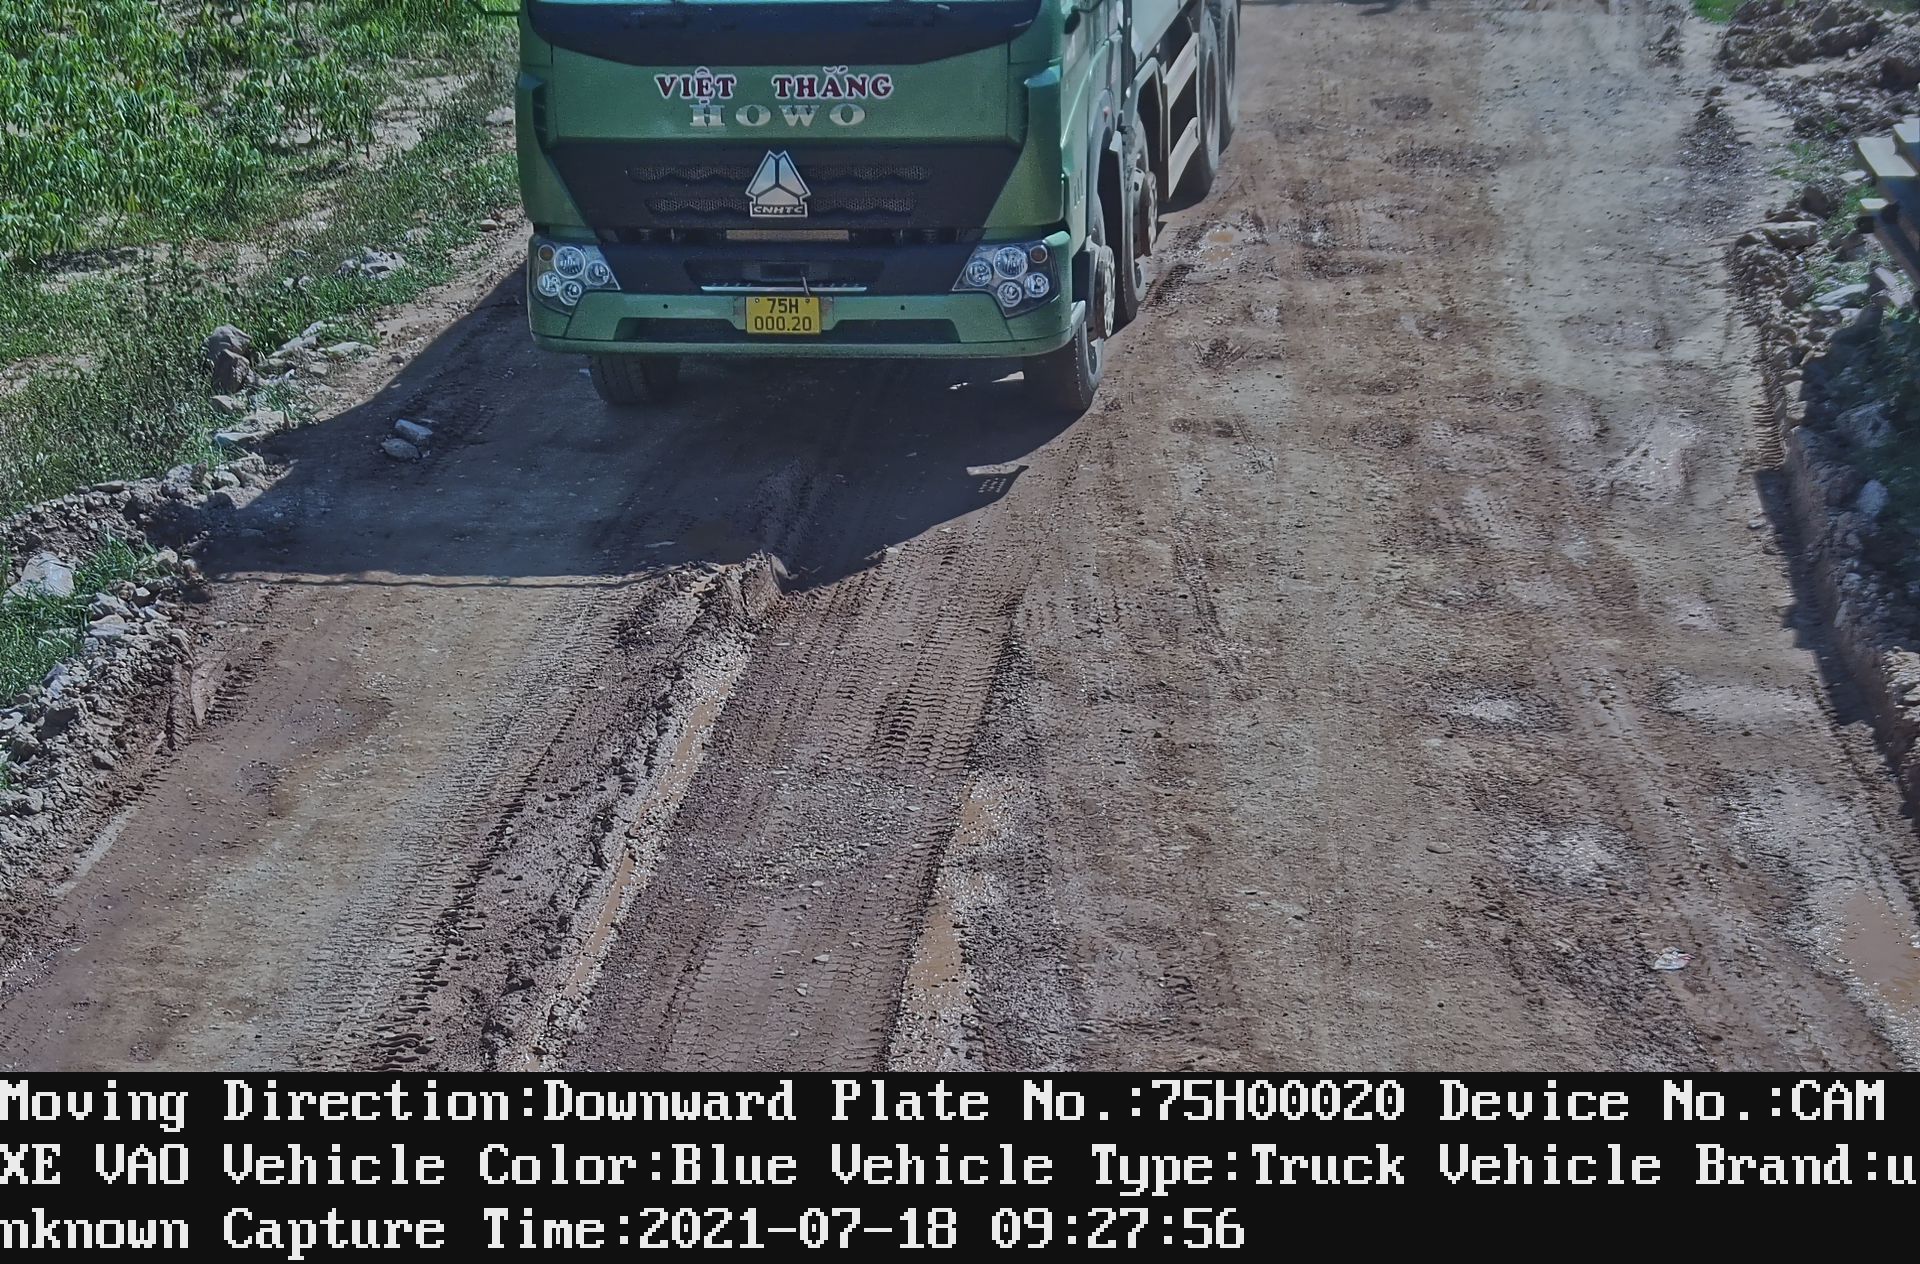 VIỆT THẮNG
HOWO
CNHTC
75H
000.20
Moving Direction:Downward Plate No.:75H00020 Device No.:CAM
XE VAO Vehicle Color:Blue Vehicle Type:Truck Vehicle Brand:u
nknown Capture Time:2021-07-18 09:27:56